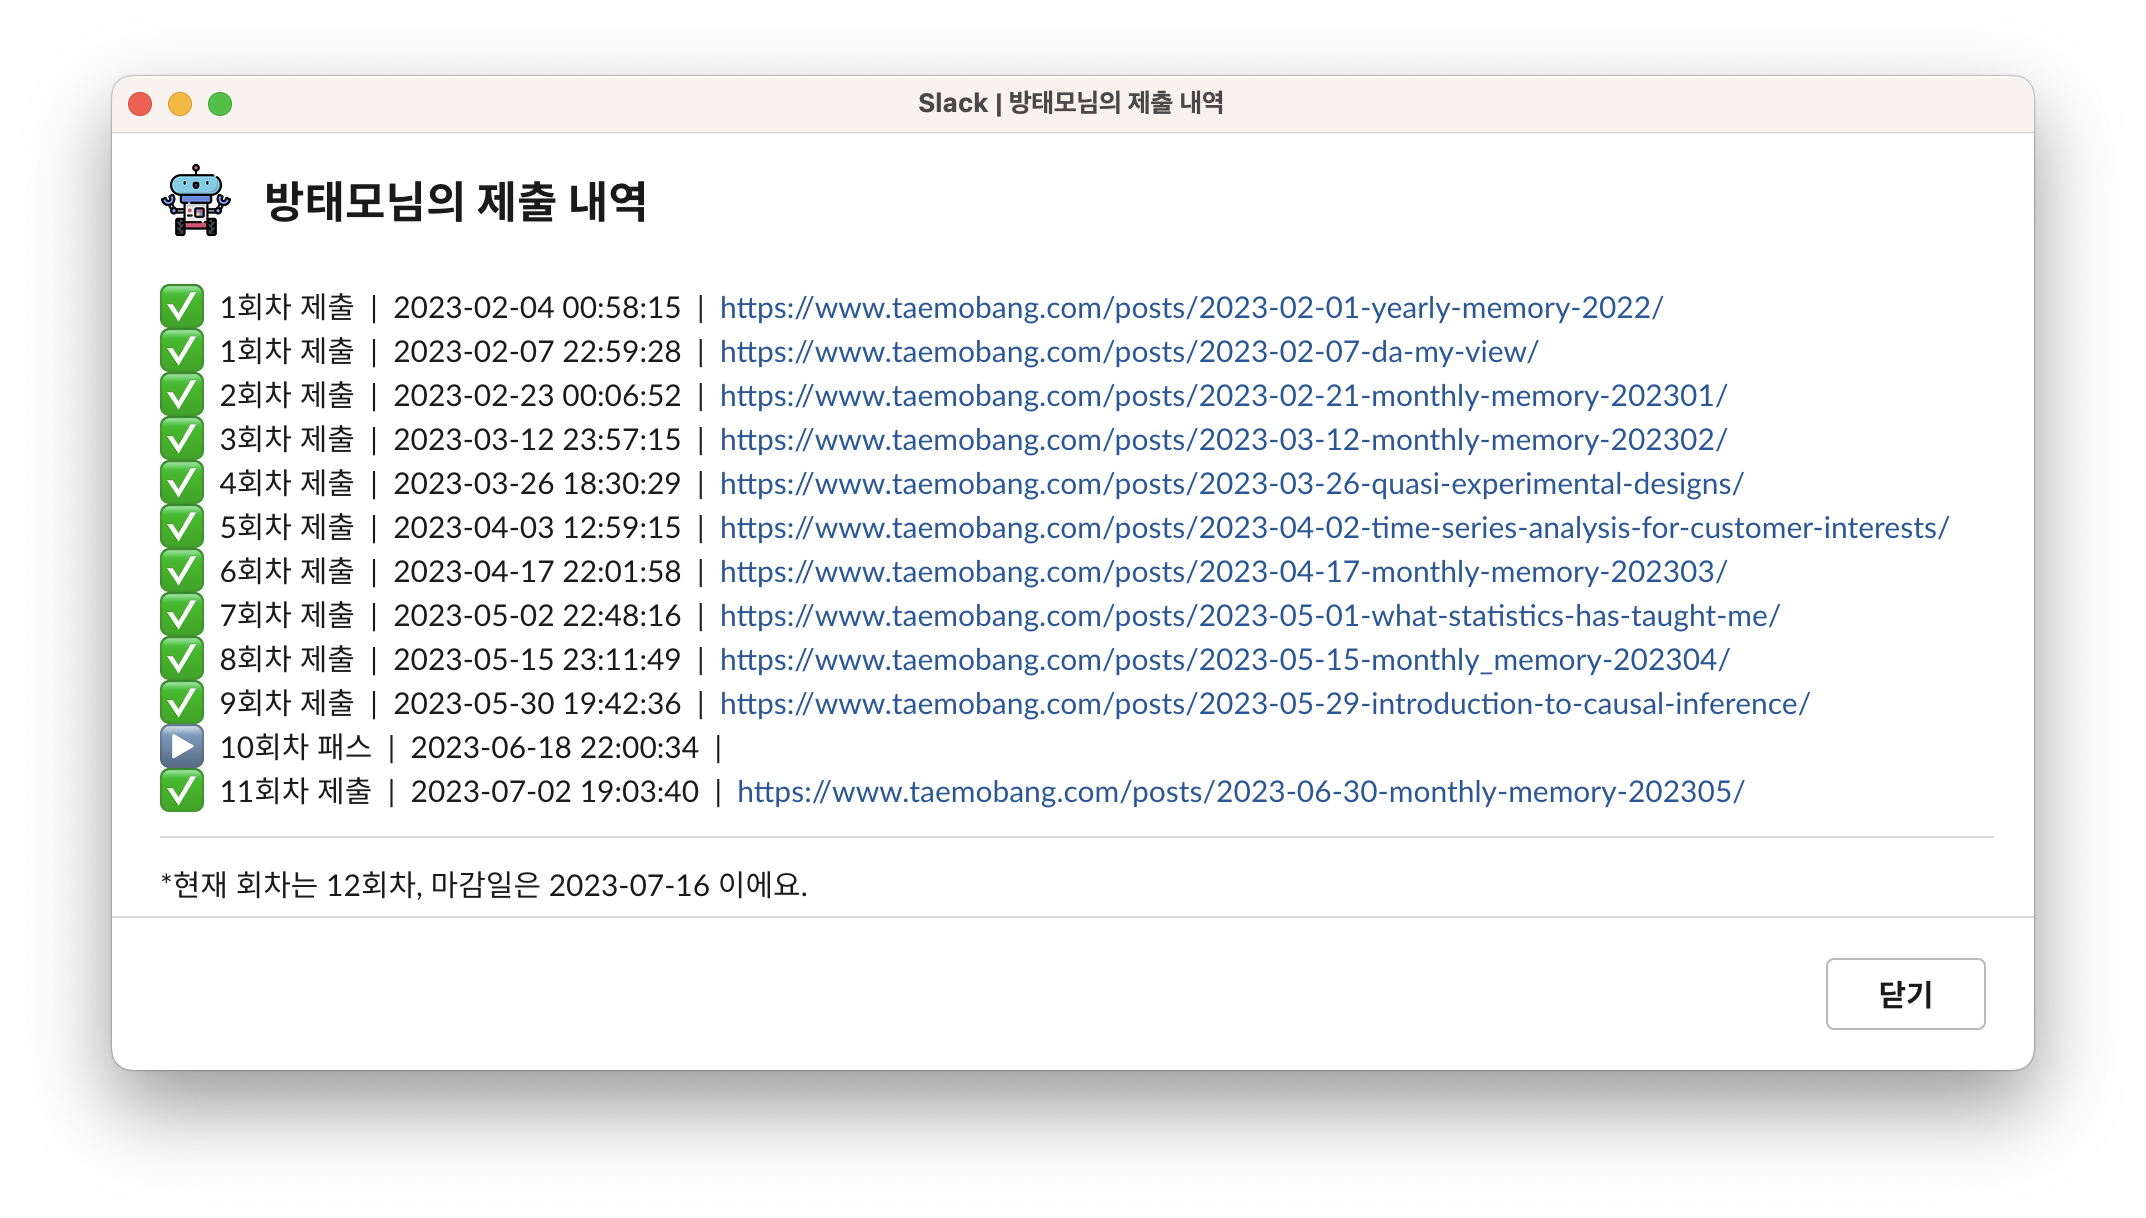 Slack | 방태모님의 제출 내역
방태모님의 제출 내역
1회차 제출 | 2023-02-04 00:58:15 | https://www.taemobang.com/posts/2023-02-01-yearly-memory-2022/
1회차 제출 | 2023-02-07 22:59:28 | https://www.taemobang.com/posts/2023-02-07-da-my-view/
2회차 제출 | 2023-02-23 00:06:52 | https://www.taemobang.com/posts/2023-02-21-monthly-memory-202301/
3회차 제출 | 2023-03-12 23:57:15 | https://www.taemobang.com/posts/2023-03-12-monthly-memory-202302/
4회차 제출 | 2023-03-26 18:30:29 | https://www.taemobang.com/posts/2023-03-26-quasi-experimental-designs/
5회차 제출 | 2023-04-03 12:59:15 | https://www.taemobang.com/posts/2023-04-02-time-series-analysis-for-customer-interests/
6회차 제출 | 2023-04-17 22:01:58 | https://www.taemobang.com/posts/2023-04-17-monthly-memory-202303/
7회차 제출 | 2023-05-02 22:48:16 | https://www.taemobang.com/posts/2023-05-01-what-statistics-has-taught-me/
8회차 제출 | 2023-05-15 23:11:49 | https://www.taemobang.com/posts/2023-05-15-monthly_memory-202304/
9회차 제출 | 2023-05-30 19:42:36 | https://www.taemobang.com/posts/2023-05-29-introduction-to-causal-inference/
10회차 패스 | 2023-06-18 22:00:34 |
11회차 제출 | 2023-07-02 19:03:40 | https://www.taemobang.com/posts/2023-06-30-monthly-memory-202305/
*현재 회차는 12회차, 마감일은 2023-07-16 이에요.
닫기